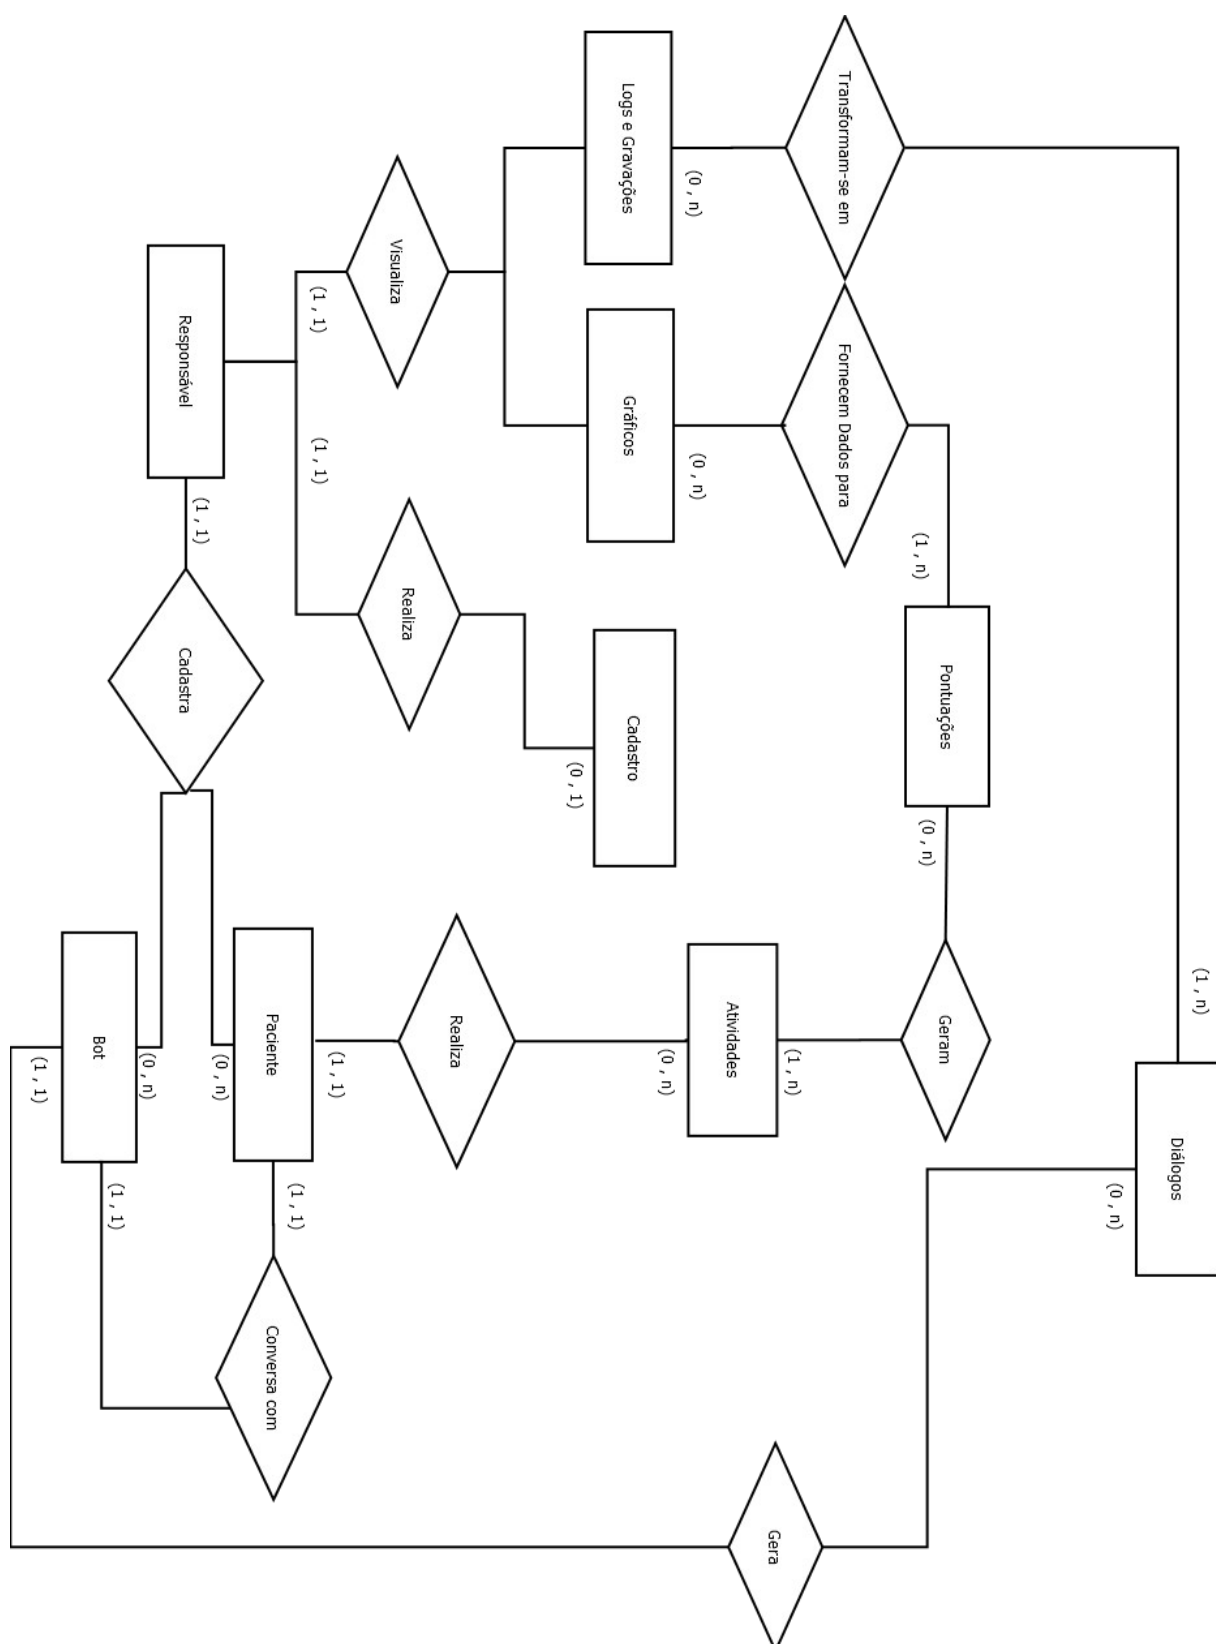 (1 , n)
Diálogos
(0 , n)
Pontuações
Geram
(1 , n)
(0 , n)
Transformam-se em
Fornecem Dados para
(1 , n)
Gera
Atividades
(0 , n)
(0 , n)
(0 , n)
Logs e Gravações
Gráficos
Cadastro
(0 , 1)
Realiza
Realiza
Visualiza
(1 , 1)
(1 , 1)
(1 , 1)
(1 , 1)
Paciente
Conversa com
(0 , n)
(1 , 1)
Responsável
Cadastra
(0 , n)
(1 , 1)
Bot
(1 , 1)